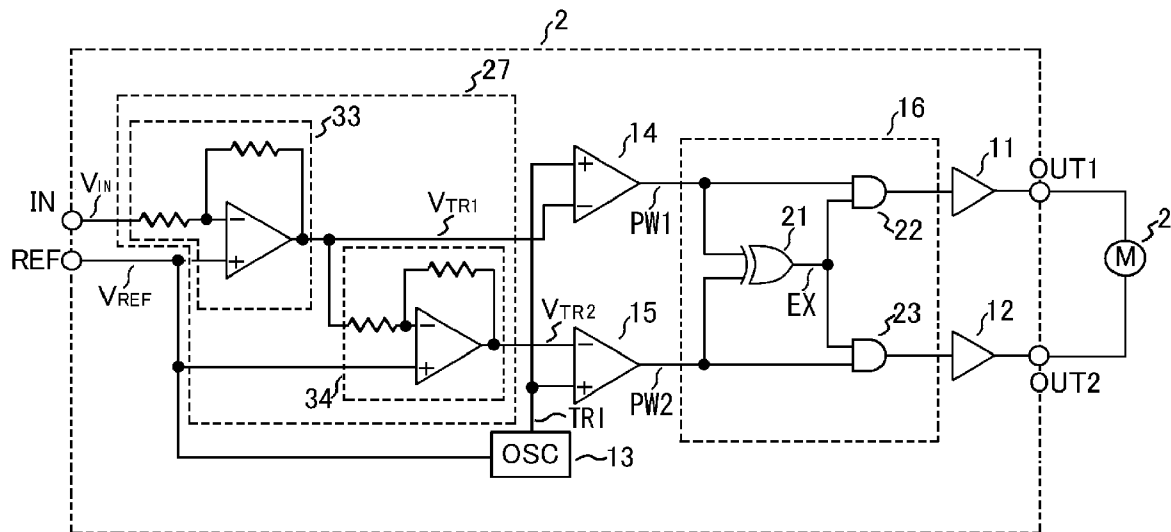 2
27
33
14
16
11
OUT1
IN
VIN
VTR1
PW1
21
22
2
REF
M
VREF
EX
VTR2
15
23
12
34
PW2
OUT2
TRI
OSC
13